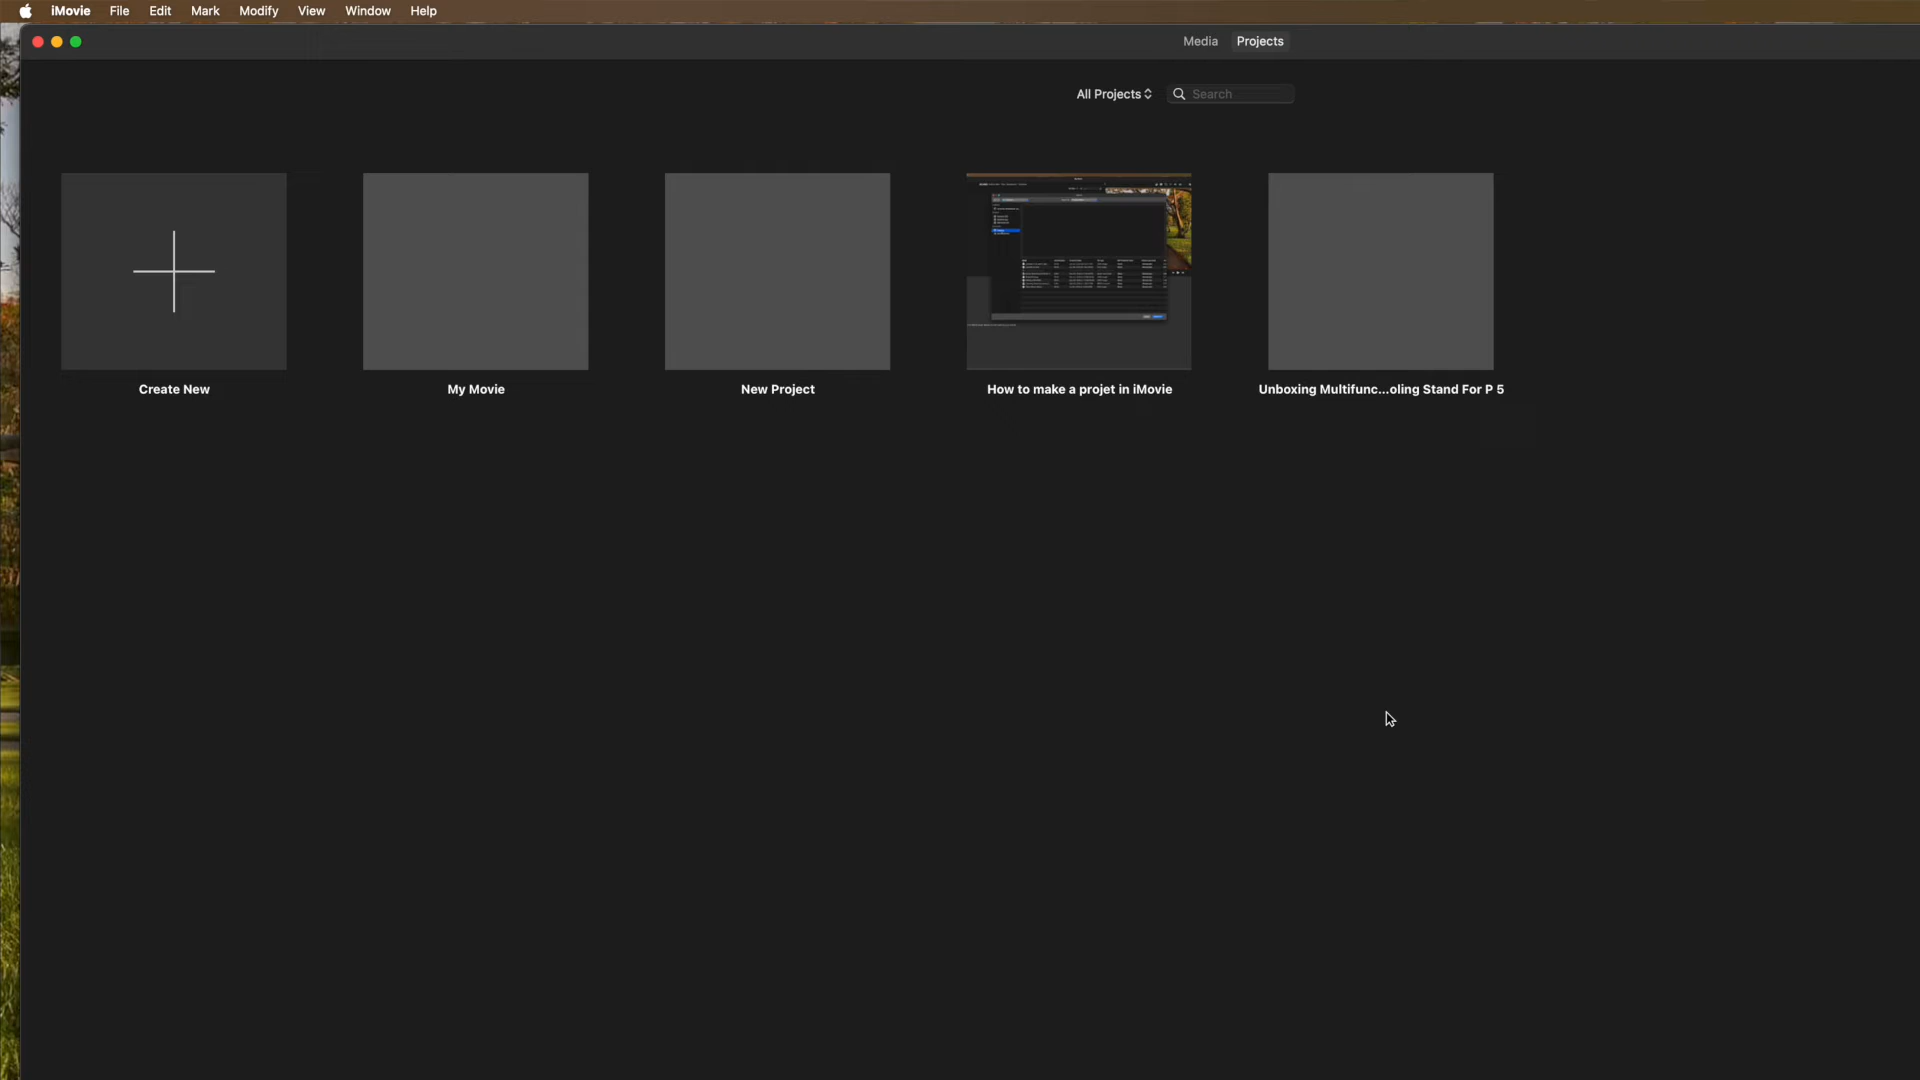 iMovie File Edit Mark Modify View Window Help
Media Projects
All Projects Search
Create New
My Movie
New Project
How to make a projet in iMovie
Unboxing Multifunc...oling Stand For P 5